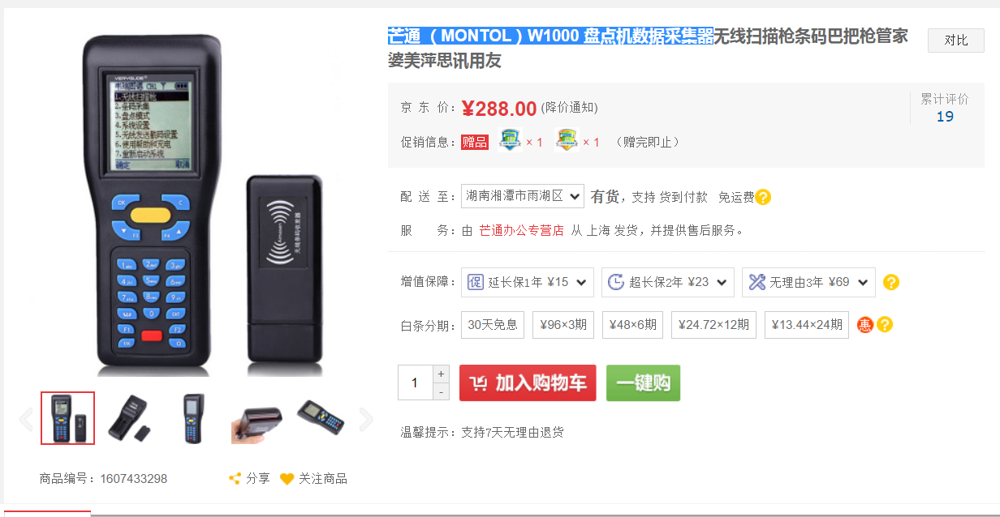 芒通 （MONTOL）W1000 盘点机数据采集器无线扫描枪条码巴把枪管家
婆美萍思讯用友
对比
京 东 价：¥288.00 (降价通知)
累计评价
19
促销信息：赠品 × 1 × 1 （赠完即止）
配 送 至：湖南湘潭市雨湖区 有货，支持 货到付款 免运费 ?
服 务：由 芒通办公专营店 从 上海 发货，并提供售后服务。
增值保障：促 延长保1年 ¥15 超长保2年 ¥23 无理由3年 ¥69 ?
白条分期：30天免息 ¥96×3期 ¥48×6期 ¥24.72×12期 ¥13.44×24期 惠 ?
1 + -
加入购物车 一键购
温馨提示：支持7天无理由退货
1.无线扫描枪
2.条码采集
3.盘点模式
4.系统设置
5.无线发送数码设置
6.使用帮助和充电
7.重新启动系统
确定 取消
OK C
F3 F4
无线条码收发器
商品编号：1607433298
分享 关注商品